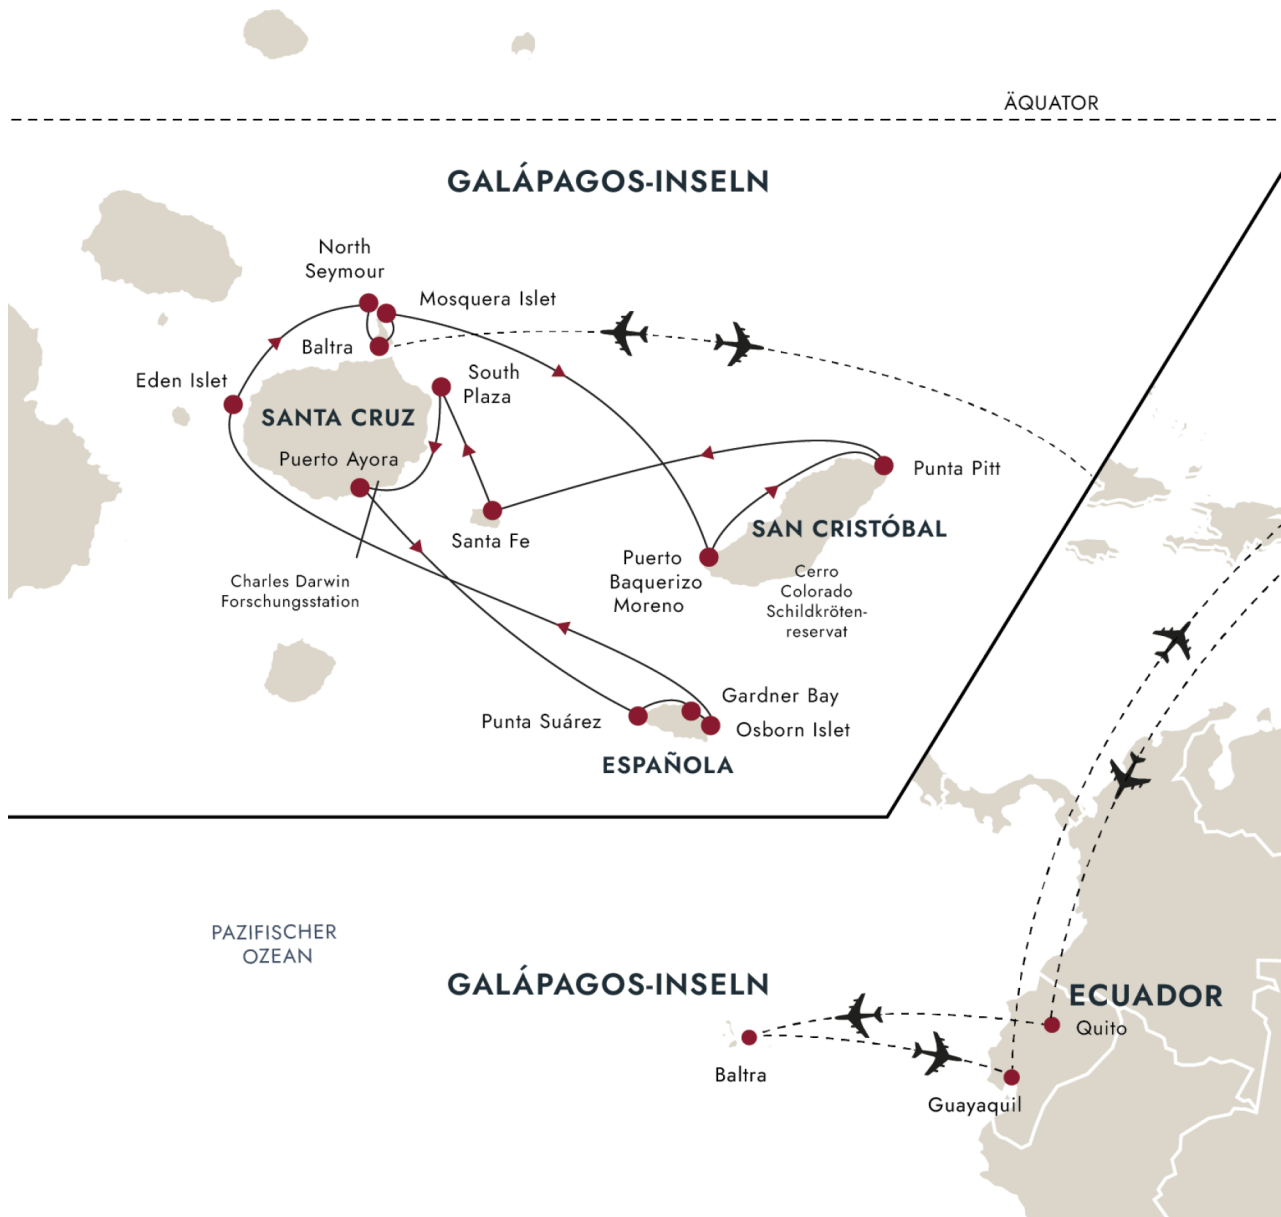 ÄQUATOR
GALÁPAGOS-INSELN
North
Seymour
Mosquera Islet
Baltra
South
Plaza
Eden Islet
SANTA CRUZ
Puerto Ayora
Punta Pitt
SAN CRISTÓBAL
Santa Fe
Puerto
Baquerizo
Moreno
Cerro
Colorado
Schildkröten-
reservat
Charles Darwin
Forschungsstation
Gardner Bay
Punta Suárez
Osborn Islet
ESPAÑOLA
PAZIFISCHER
OZEAN
GALÁPAGOS-INSELN
ECUADOR
Quito
Baltra
Guayaquil